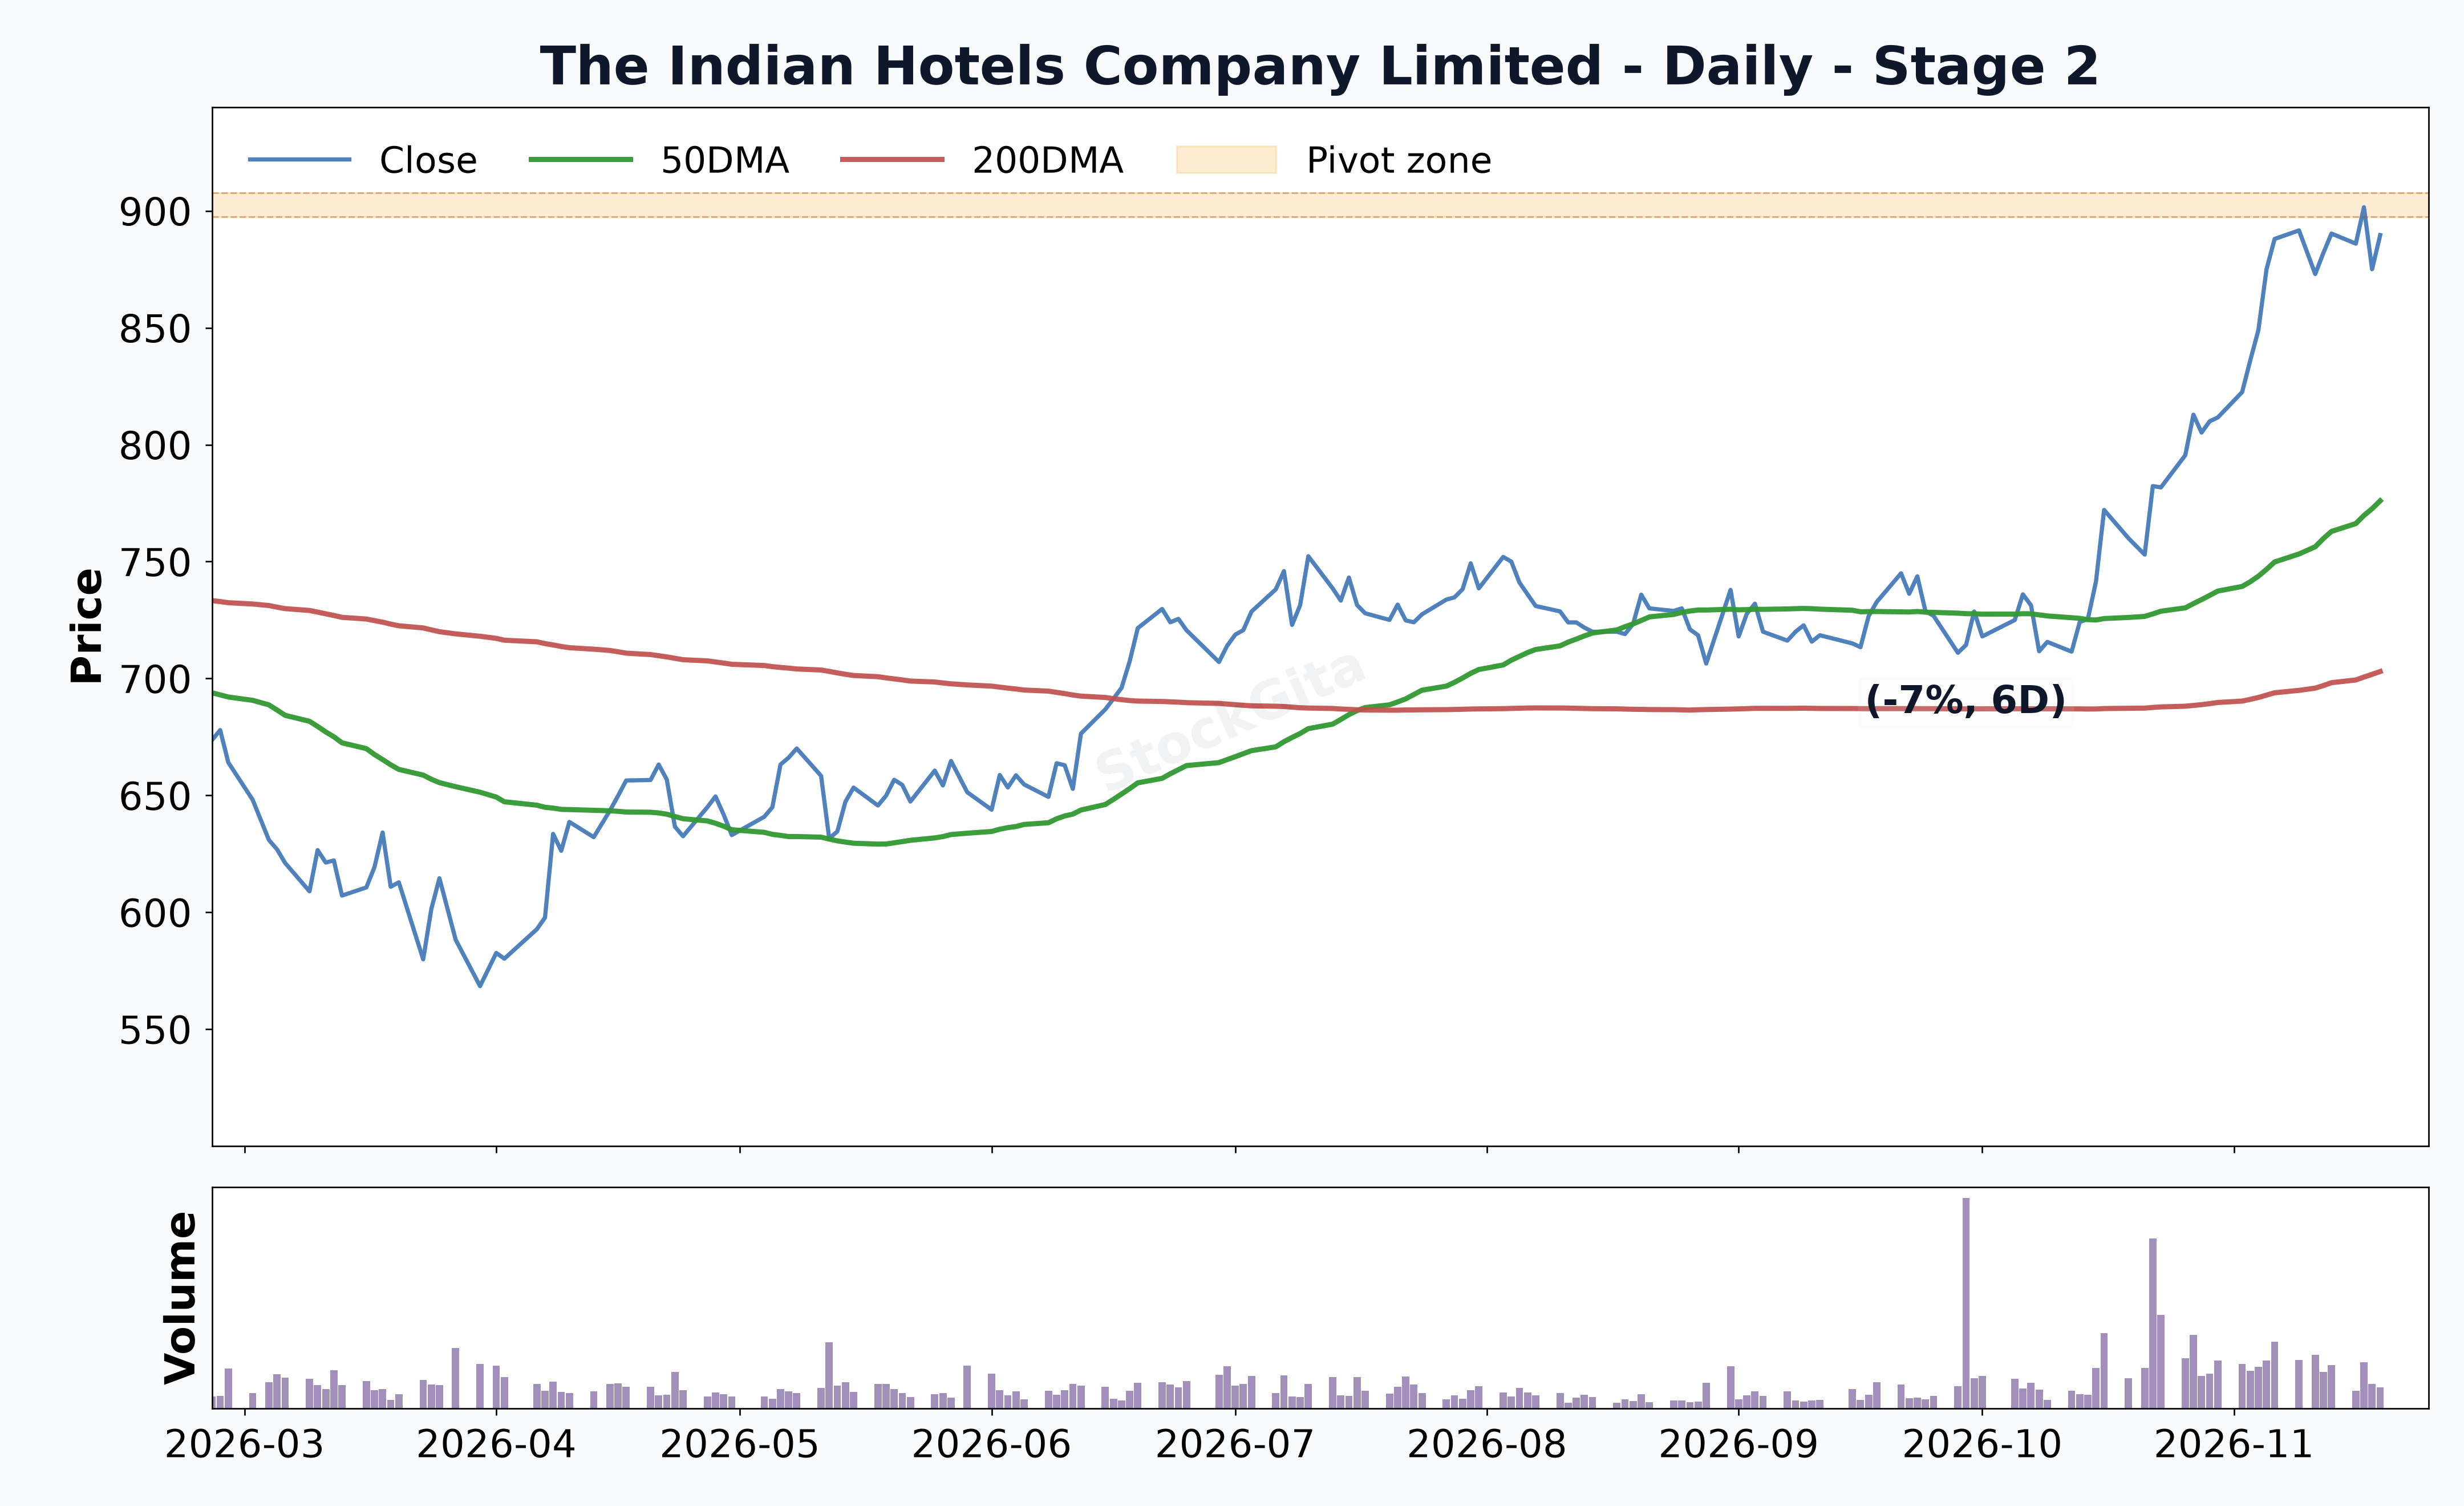 The Indian Hotels Company Limited - Daily - Stage 2
Close 50DMA 200DMA Pivot zone
900
850
800
750
700
650
600
550
Price
(-7%, 6D)
StockGita
Volume
2026-03 2026-04 2026-05 2026-06 2026-07 2026-08 2026-09 2026-10 2026-11